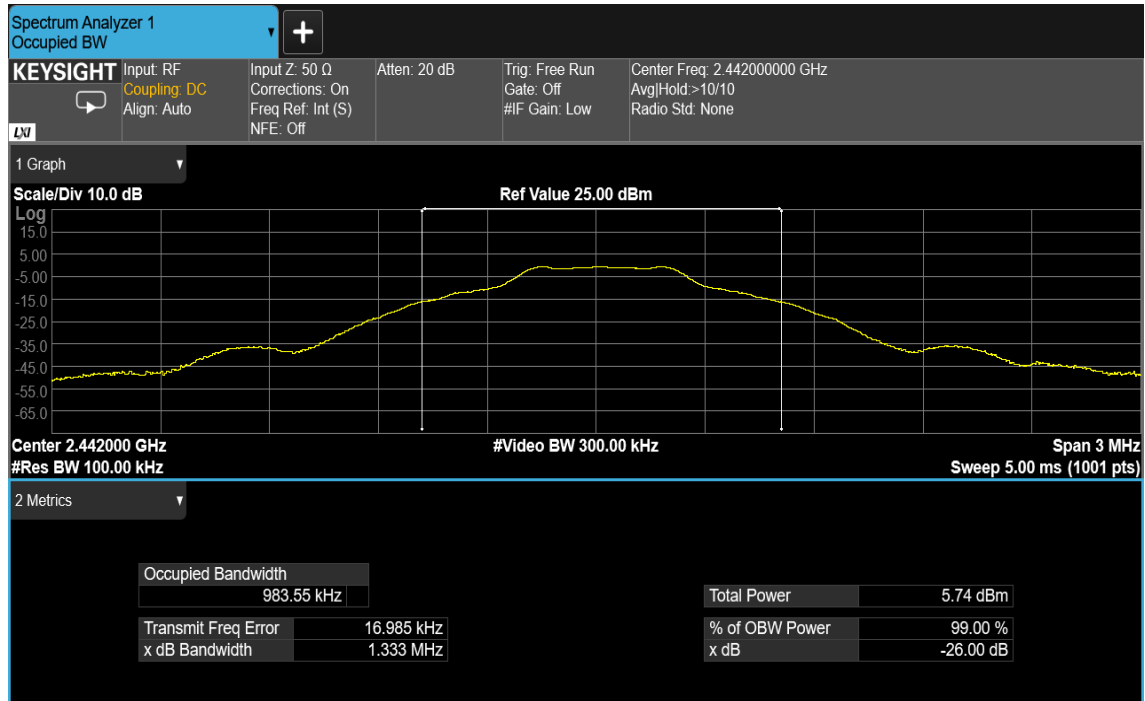 Spectrum Analyzer 1
Occupied BW
+
KEYSIGHT
LXI
Input: RF
Coupling: DC
Align: Auto
Input Z: 50 Ω
Corrections: On
Freq Ref: Int (S)
NFE: Off
Atten: 20 dB
Trig: Free Run
Gate: Off
#IF Gain: Low
Center Freq: 2.442000000 GHz
Avg|Hold:>10/10
Radio Std: None
1 Graph
Scale/Div 10.0 dB
Ref Value 25.00 dBm
Log
15.0
5.00
-5.00
-15.0
-25.0
-35.0
-45.0
-55.0
-65.0
Center 2.442000 GHz
#Video BW 300.00 kHz
Span 3 MHz
#Res BW 100.00 kHz
Sweep 5.00 ms (1001 pts)
2 Metrics
Occupied Bandwidth
983.55 kHz
Total Power 5.74 dBm
Transmit Freq Error 16.985 kHz
% of OBW Power 99.00 %
x dB Bandwidth 1.333 MHz
x dB -26.00 dB